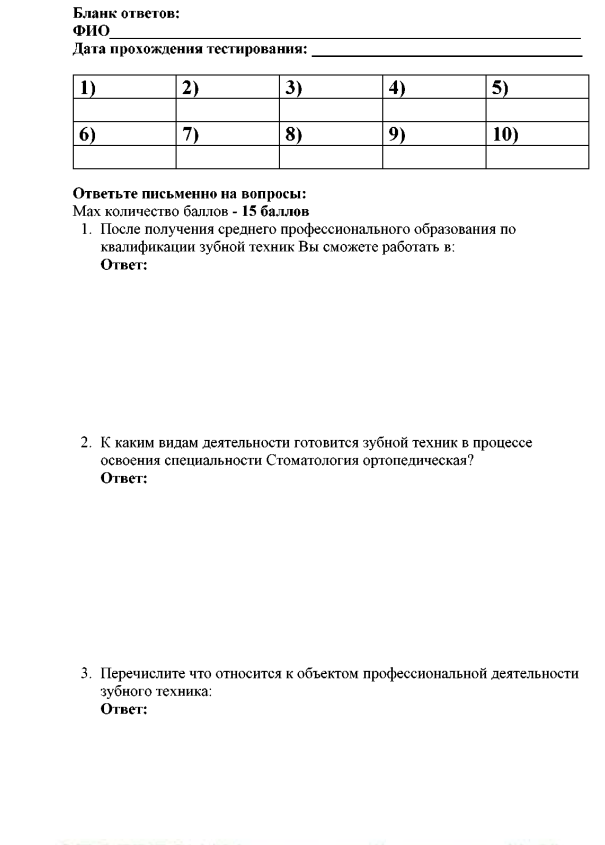 Бланк ответов:
ФИО
Дата прохождения тестирования:
1) 2) 3) 4) 5)
6) 7) 8) 9) 10)
Ответьте письменно на вопросы:
Max количество баллов - 15 баллов
1. После получения среднего профессионального образования по
квалификации зубной техник Вы сможете работать в:
Ответ:
2. К каким видам деятельности готовится зубной техник в процессе
освоения специальности Стоматология ортопедическая?
Ответ:
3. Перечислите что относится к объектом профессиональной деятельности
зубного техника:
Ответ: